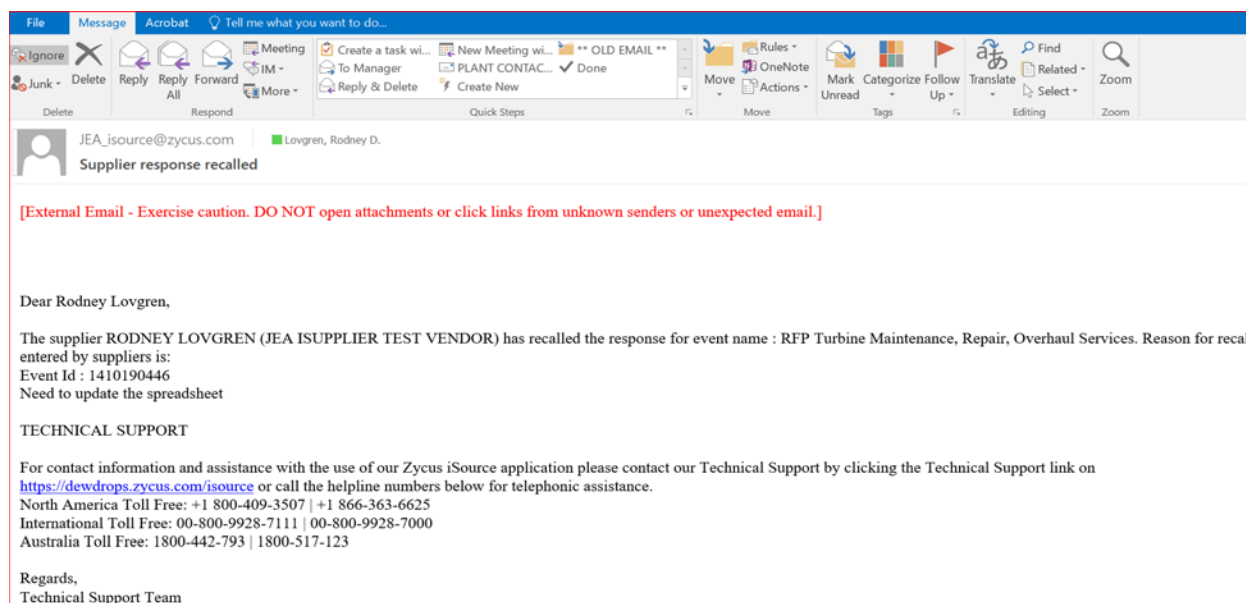 File Message Acrobat Tell me what you want to do...
Ignore
Junk
Delete
Reply
Reply All
Forward
Meeting
IM
More
Create a task wi...
To Manager
Reply & Delete
New Meeting wi...
PLANT CONTAC...
Create New
** OLD EMAIL **
Done
Move
Rules
OneNote
Actions
Mark Unread
Categorize
Follow Up
Translate
Find
Related
Select
Zoom
Delete Respond Quick Steps Move Tags Editing Zoom
JEA_isource@zycus.com Lovgren, Rodney D.
Supplier response recalled
[External Email - Exercise caution. DO NOT open attachments or click links from unknown senders or unexpected email.]
Dear Rodney Lovgren,
The supplier RODNEY LOVGREN (JEA ISUPPLIER TEST VENDOR) has recalled the response for event name : RFP Turbine Maintenance, Repair, Overhaul Services. Reason for
entered by suppliers is:
Event Id : 1410190446
Need to update the spreadsheet
TECHNICAL SUPPORT
For contact information and assistance with the use of our Zycus iSource application please contact our Technical Support by clicking the Technical Support link on
https://dewdrops.zycus.com/isource or call the helpline numbers below for telephonic assistance.
North America Toll Free: +1 800-409-3507 | +1 866-363-6625
International Toll Free: 00-800-9928-7111 | 00-800-9928-7000
Australia Toll Free: 1800-442-793 | 1800-517-123
Regards,
Technical Support Team